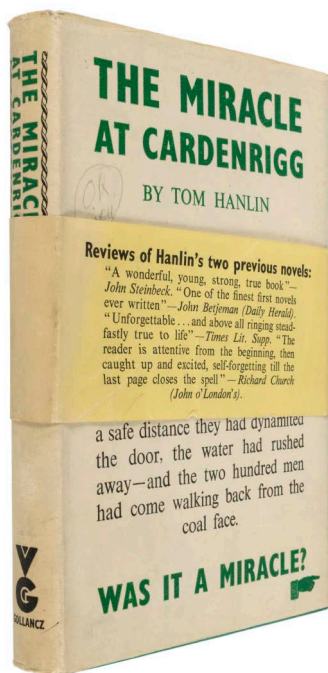 THE MIRACLE
AT CARDENRIGG
BY TOM HANLIN
O.K.
Reviews of Hanlin's two previous novels:
"A wonderful, young, strong, true book"—
John Steinbeck. "One of the finest first novels
ever written"—John Betjeman (Daily Herald).
"Unforgettable . . . and above all ringing stead-
fastly true to life"—Times Lit. Supp. "The
reader is attentive from the beginning, then
caught up and excited, self-forgetting till the
last page closes the spell"—Richard Church
(John o'London's).
a safe distance they had dynamited
the door, the water had rushed
away—and the two hundred men
had come walking back from the
coal face.
WAS IT A MIRACLE?
THE MIRACL
AT CARDENRI
VG
GOLLANCZ